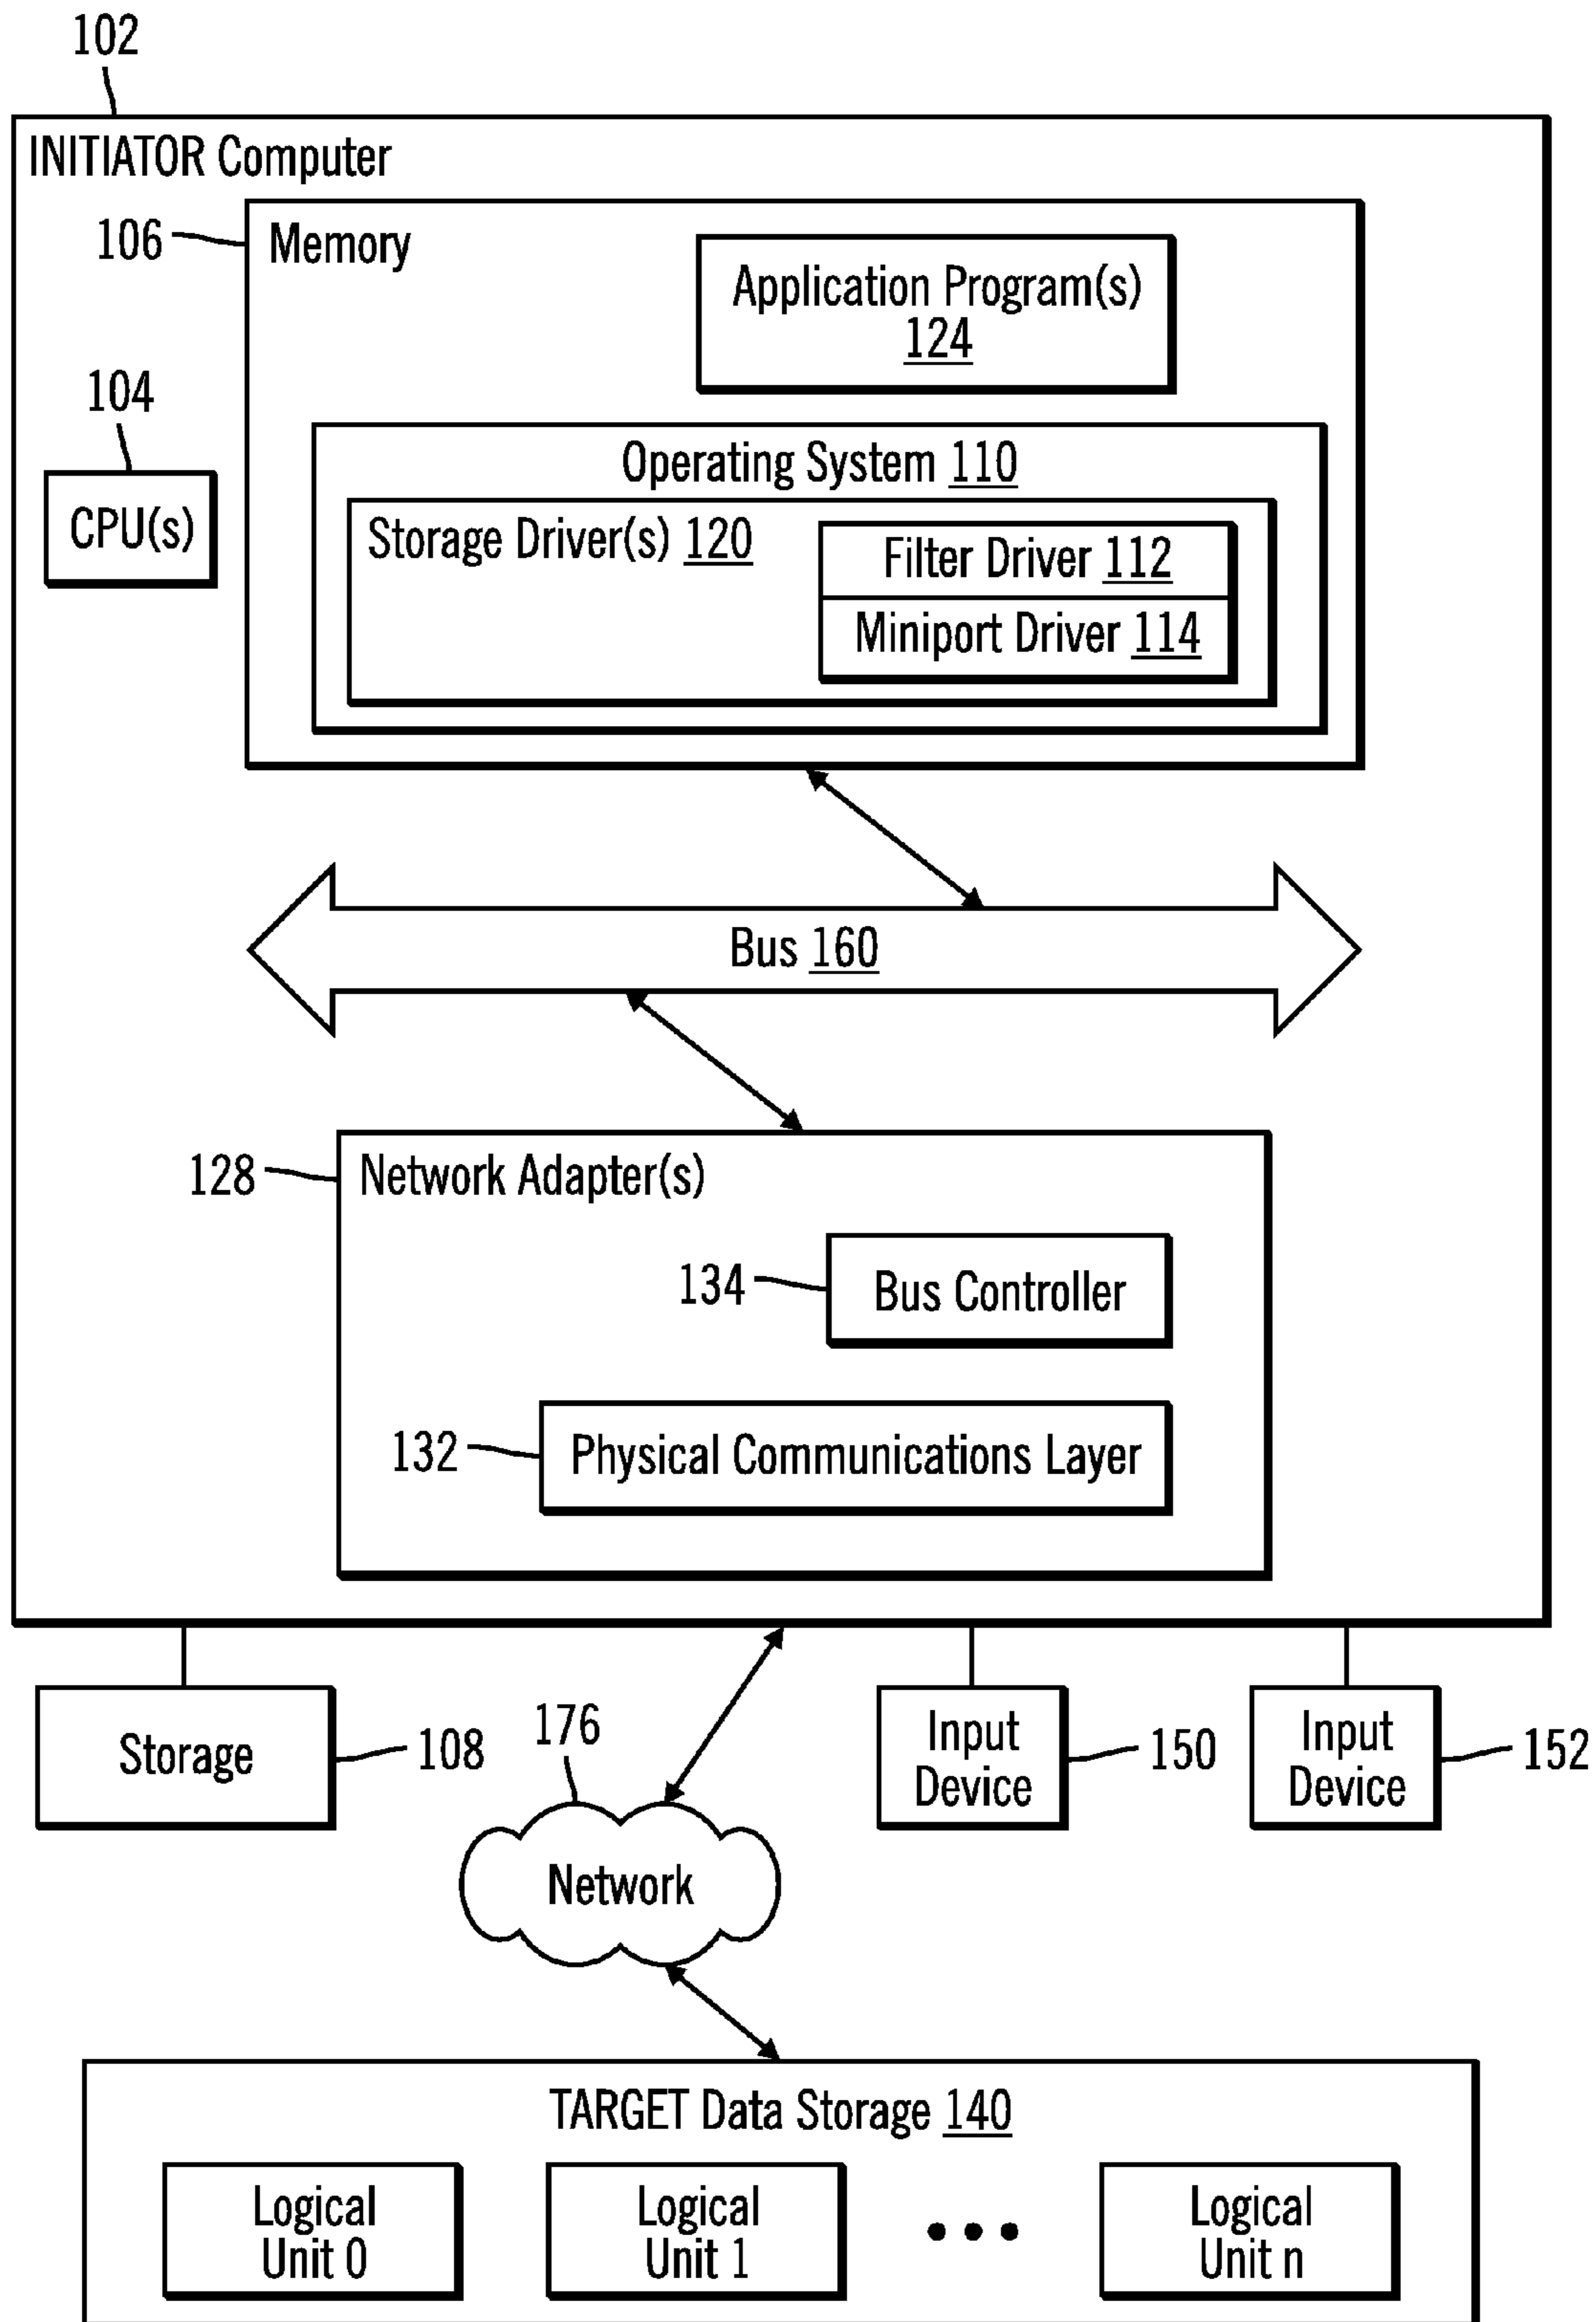 102
INITIATOR Computer
106
Memory
Application Program(s)
124
104
CPU(s)
Operating System 110
Storage Driver(s) 120
Filter Driver 112
Miniport Driver 114
Bus 160
128
Network Adapter(s)
134
Bus Controller
132
Physical Communications Layer
Storage
108
176
Input
Device
150
Input
Device
152
Network
TARGET Data Storage 140
Logical
Unit 0
Logical
Unit 1
Logical
Unit n